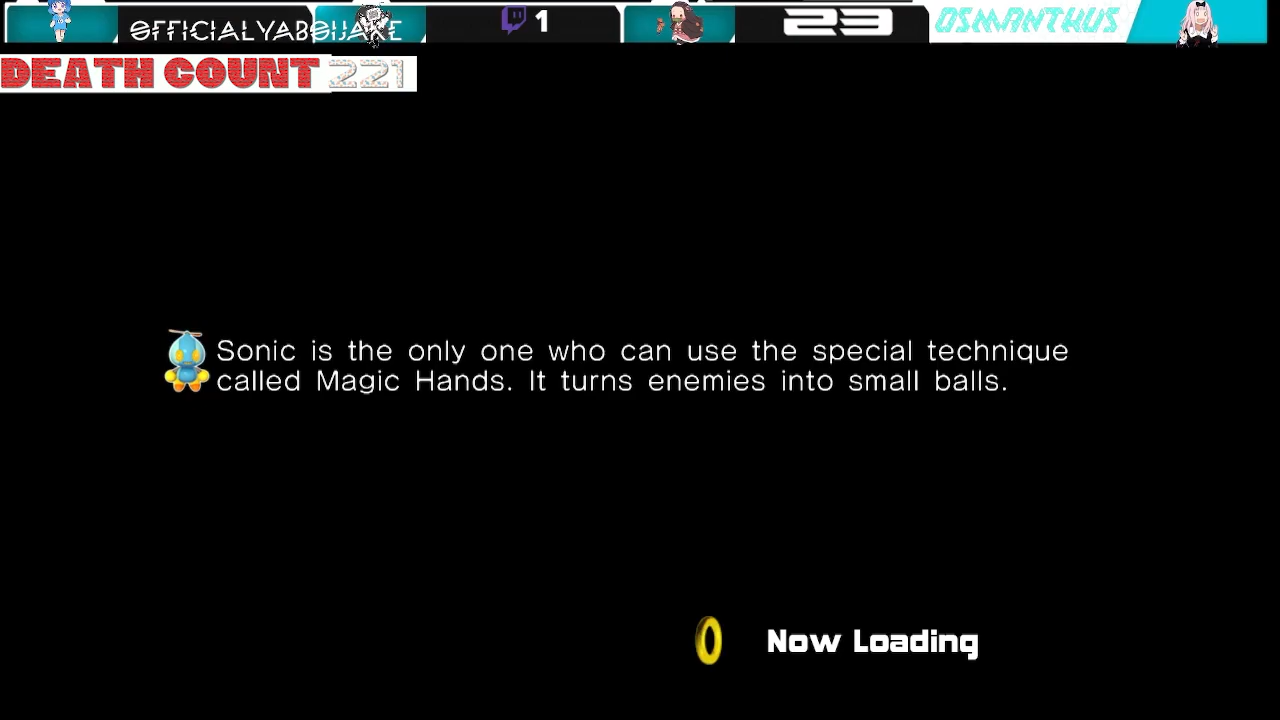 OFFICIALYABOIJAKE
1
23
OSMANTHUS
DEATH COUNT 221
Sonic is the only one who can use the special technique
called Magic Hands. It turns enemies into small balls.
Now Loading